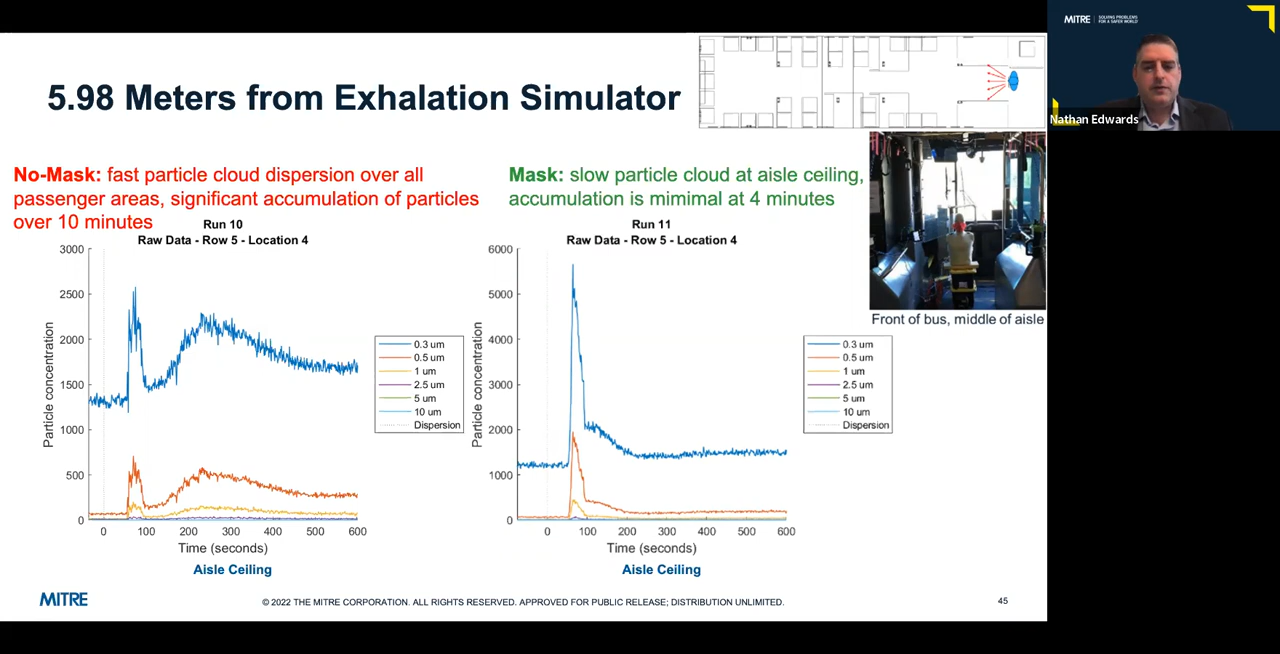 5.98 Meters from Exhalation Simulator
MITRE | SOLVING PROBLEMS
FOR A SAFER WORLD
Nathan Edwards
No-Mask: fast particle cloud dispersion over all
passenger areas, significant accumulation of particles
over 10 minutes
Mask: slow particle cloud at aisle ceiling,
accumulation is mimimal at 4 minutes
Front of bus, middle of aisle
Run 10
Raw Data - Row 5 - Location 4
3000
2500
2000
1500
1000
500
0
Particle concentration
0 100 200 300 400 500 600
Time (seconds)
0.3 um
0.5 um
1 um
2.5 um
5 um
10 um
Dispersion
Aisle Ceiling
Run 11
Raw Data - Row 5 - Location 4
6000
5000
4000
3000
2000
1000
0
Particle concentration
0 100 200 300 400 500 600
Time (seconds)
0.3 um
0.5 um
1 um
2.5 um
5 um
10 um
Dispersion
Aisle Ceiling
MITRE
© 2022 THE MITRE CORPORATION. ALL RIGHTS RESERVED. APPROVED FOR PUBLIC RELEASE; DISTRIBUTION UNLIMITED.
45